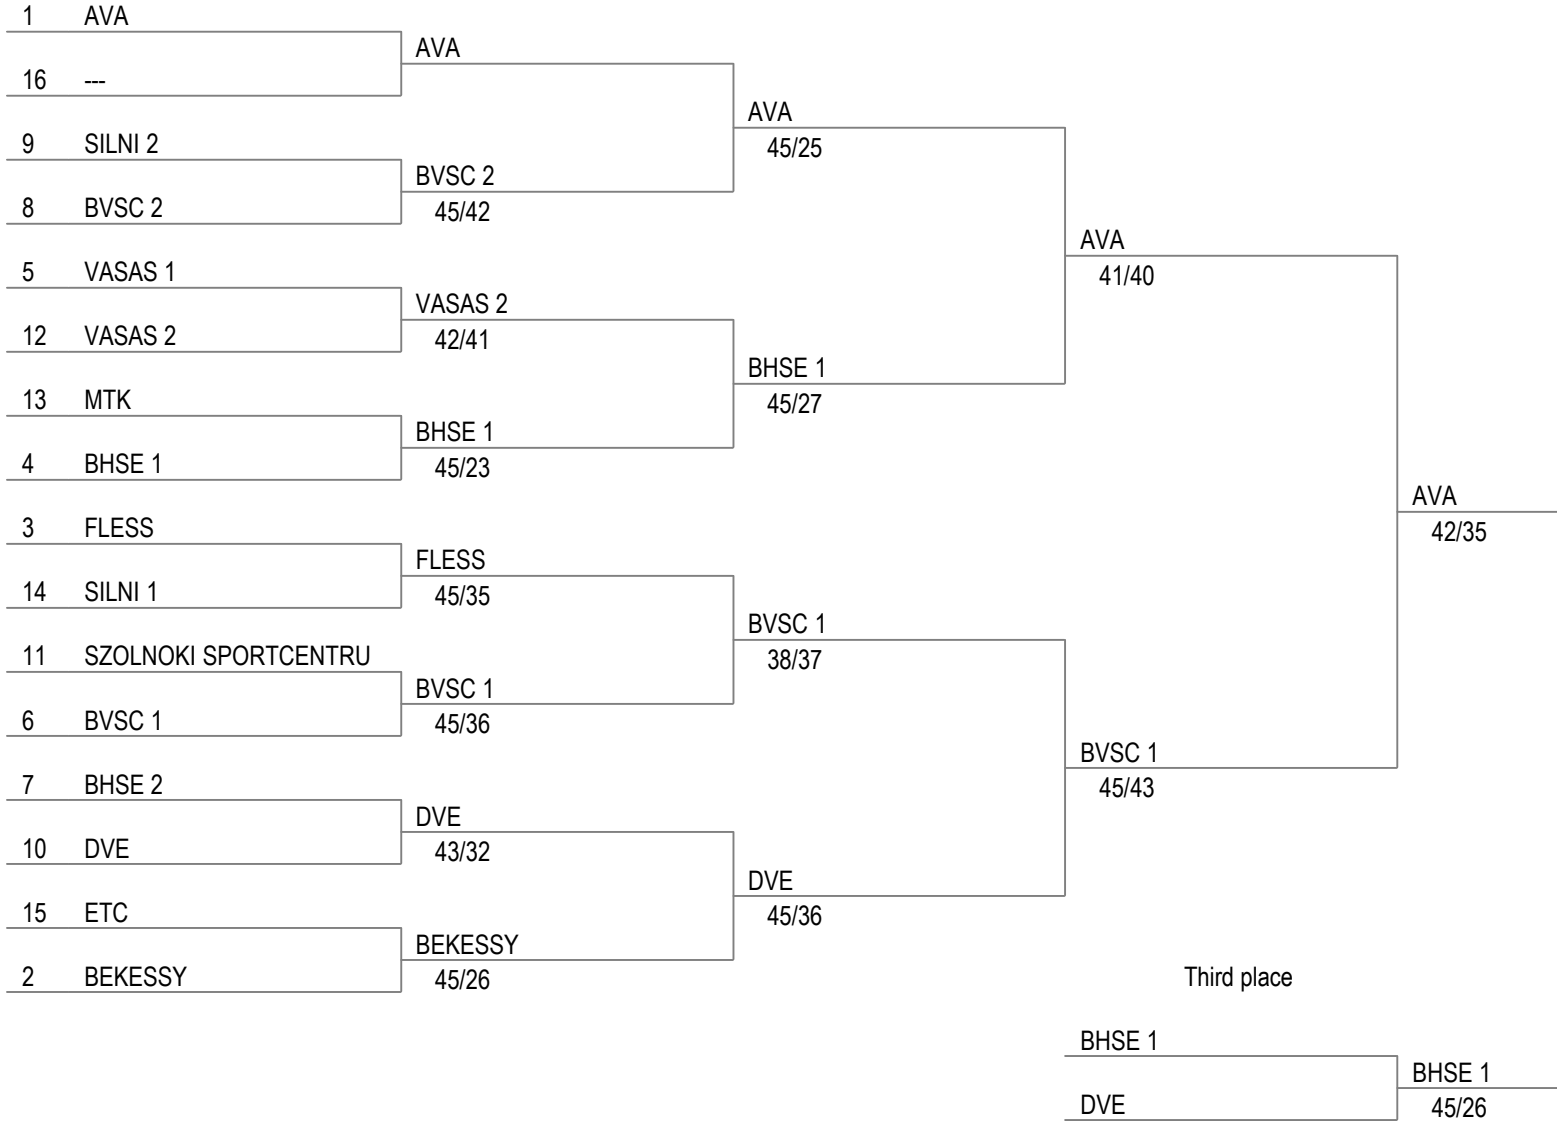 1 AVA
16 ---
9 SILNI 2
8 BVSC 2
5 VASAS 1
12 VASAS 2
13 MTK
4 BHSE 1
3 FLESS
14 SILNI 1
11 SZOLNOKI SPORTCENTRU
6 BVSC 1
7 BHSE 2
10 DVE
15 ETC
2 BEKESSY
AVA
BVSC 2
45/42
VASAS 2
42/41
BHSE 1
45/23
FLESS
45/35
BVSC 1
45/36
DVE
43/32
BEKESSY
45/26
AVA
45/25
BHSE 1
45/27
BVSC 1
38/37
DVE
45/36
AVA
41/40
BVSC 1
45/43
AVA
42/35
Third place
BHSE 1
DVE
BHSE 1
45/26